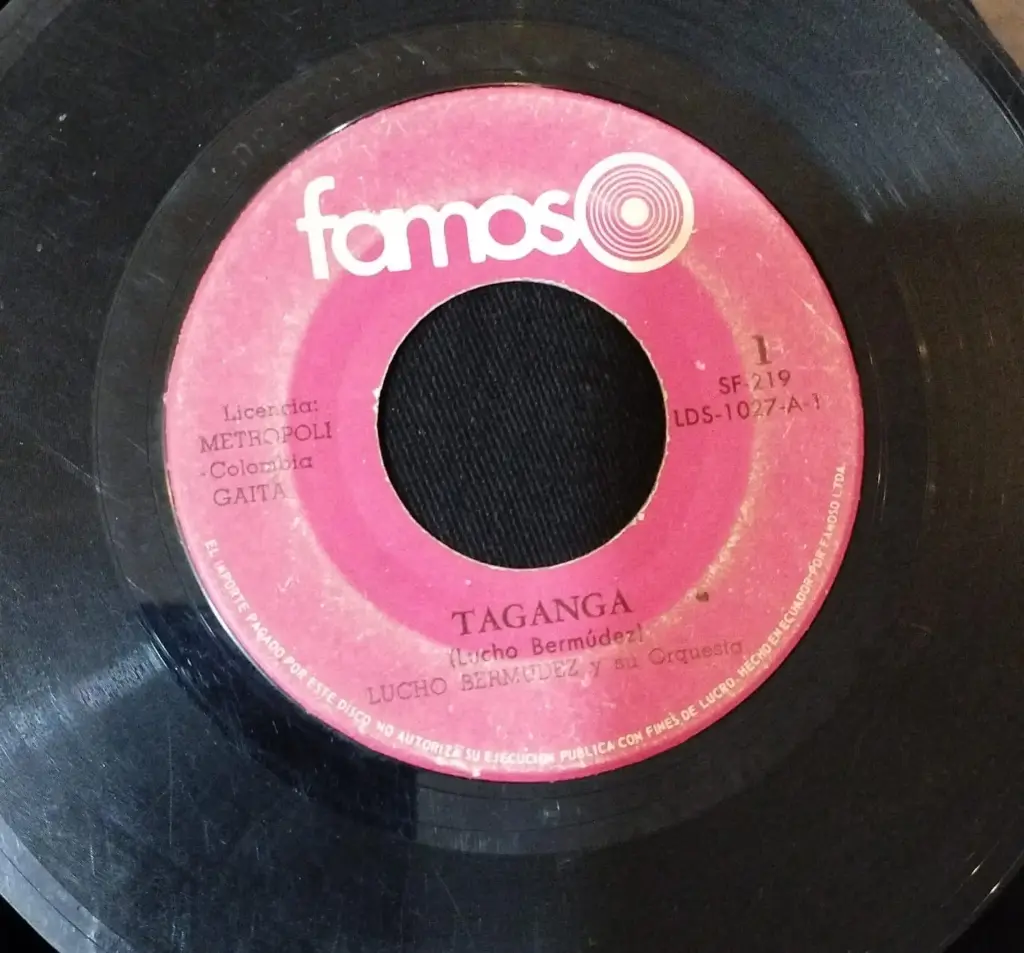 famoso
1
SF-219
LDS-1027-A-1
Licencia:
METROPOLI
-Colombia
GAITA
TAGANGA
(Lucho Bermúdez)
LUCHO BERMUDEZ y su Orquesta
EL IMPORTE PAGADO POR ESTE DISCO NO AUTORIZA SU EJECUCION PUBLICA CON FINES DE LUCRO. HECHO EN ECUADOR POR FAMOSO LTDA.